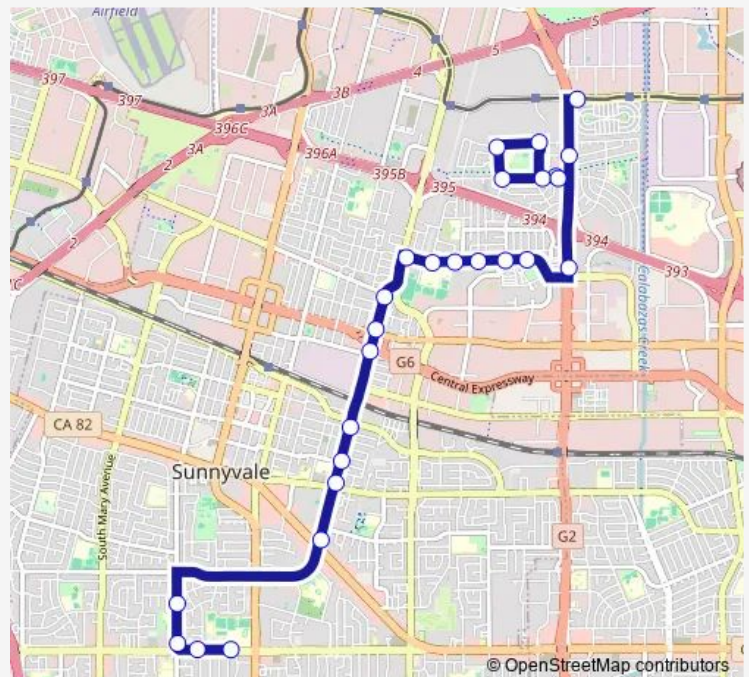 Airfield
5
5
4
397
397
3B
3A
396C
3A
2
396A
395B
395
394
394
393
2
Calabazas Creek
G6
Central Expressway
CA 82
Sunnyvale
South Mary Avenue
G2
© OpenStreetMap contributors